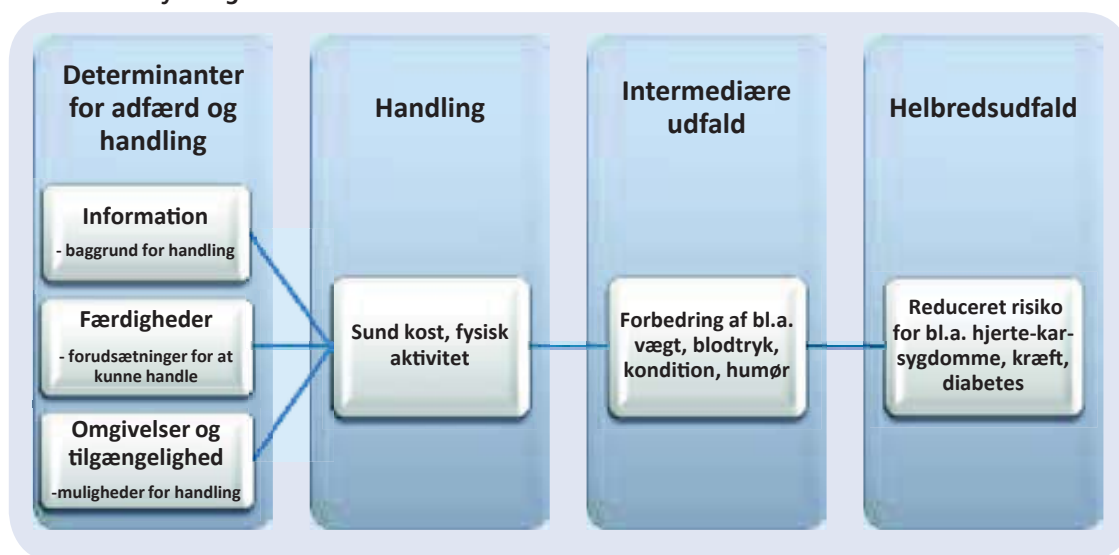 Determinanter
for adfærd og
handling
Information
- baggrund for handling
Færdigheder
- forudsætninger for at
kunne handle
Omgivelser og
tilgængelighed
-muligheder for handling
Handling
Sund kost, fysisk
aktivitet
Intermediære
udfald
Forbedring af bl.a.
vægt, blodtryk,
kondition, humør
Helbredsudfald
Reduceret risiko
for bl.a. hjerte-kar-
sygdomme, kræft,
diabetes